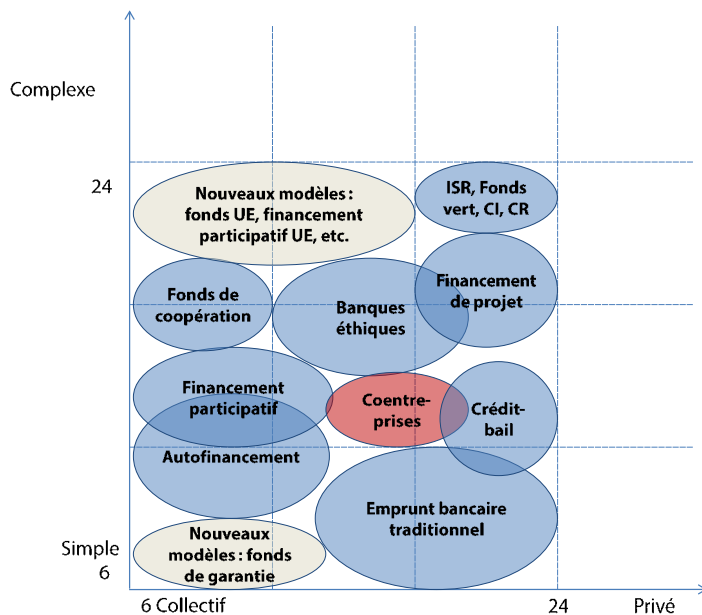 Complexe
24
Nouveaux modèles :
fonds UE, financement
participatif UE, etc.
ISR, Fonds
vert, CI, CR
Fonds de
coopération
Banques
éthiques
Financement
de projet
Financement
participatif
Coentre-
prises
Crédit-
bail
Autofinancement
Emprunt bancaire
traditionnel
Nouveaux
modèles : fonds
de garantie
Simple
6
6 Collectif
24
Privé